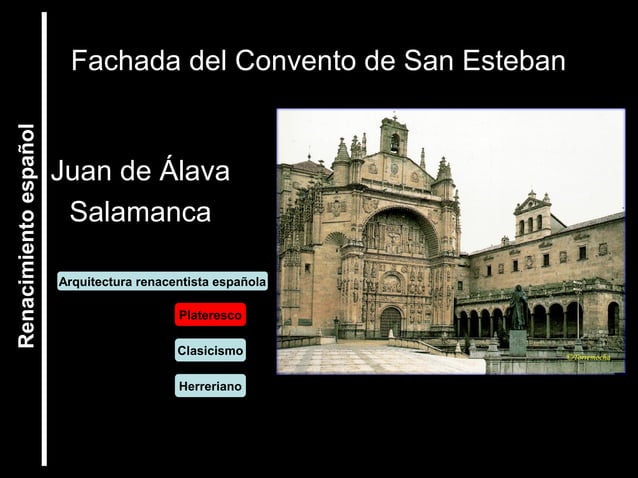 Fachada del Convento de San Esteban
Renacimiento español
Juan de Álava
Salamanca
Arquitectura renacentista española
Plateresco
Clasicismo
Herreriano
©Torremocha